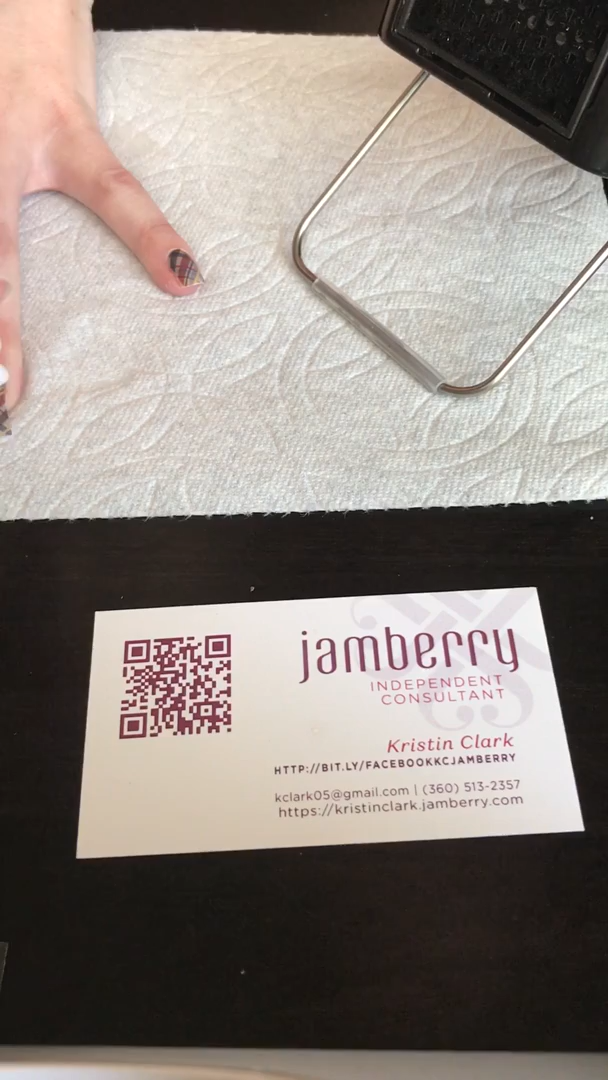 jamberry
INDEPENDENT
CONSULTANT
Kristin Clark
HTTP://BIT.LY/FACEBOOKKCJAMBERRY
kclark05@gmail.com | (360) 513-2357
https://kristinclark.jamberry.com